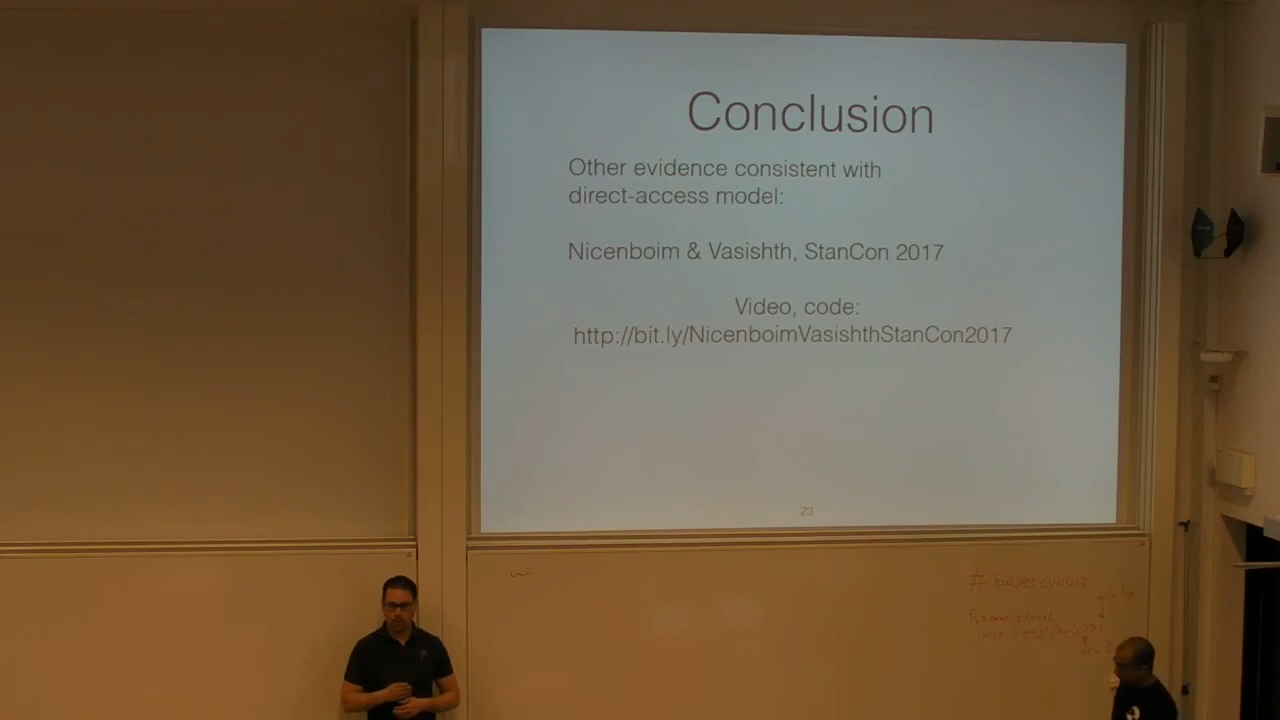 Conclusion
Other evidence consistent with
direct-access model:
Nicenboim & Vasishth, StanCon 2017
Video, code:
http://bit.ly/NicenboimVasishthStanCon2017
23